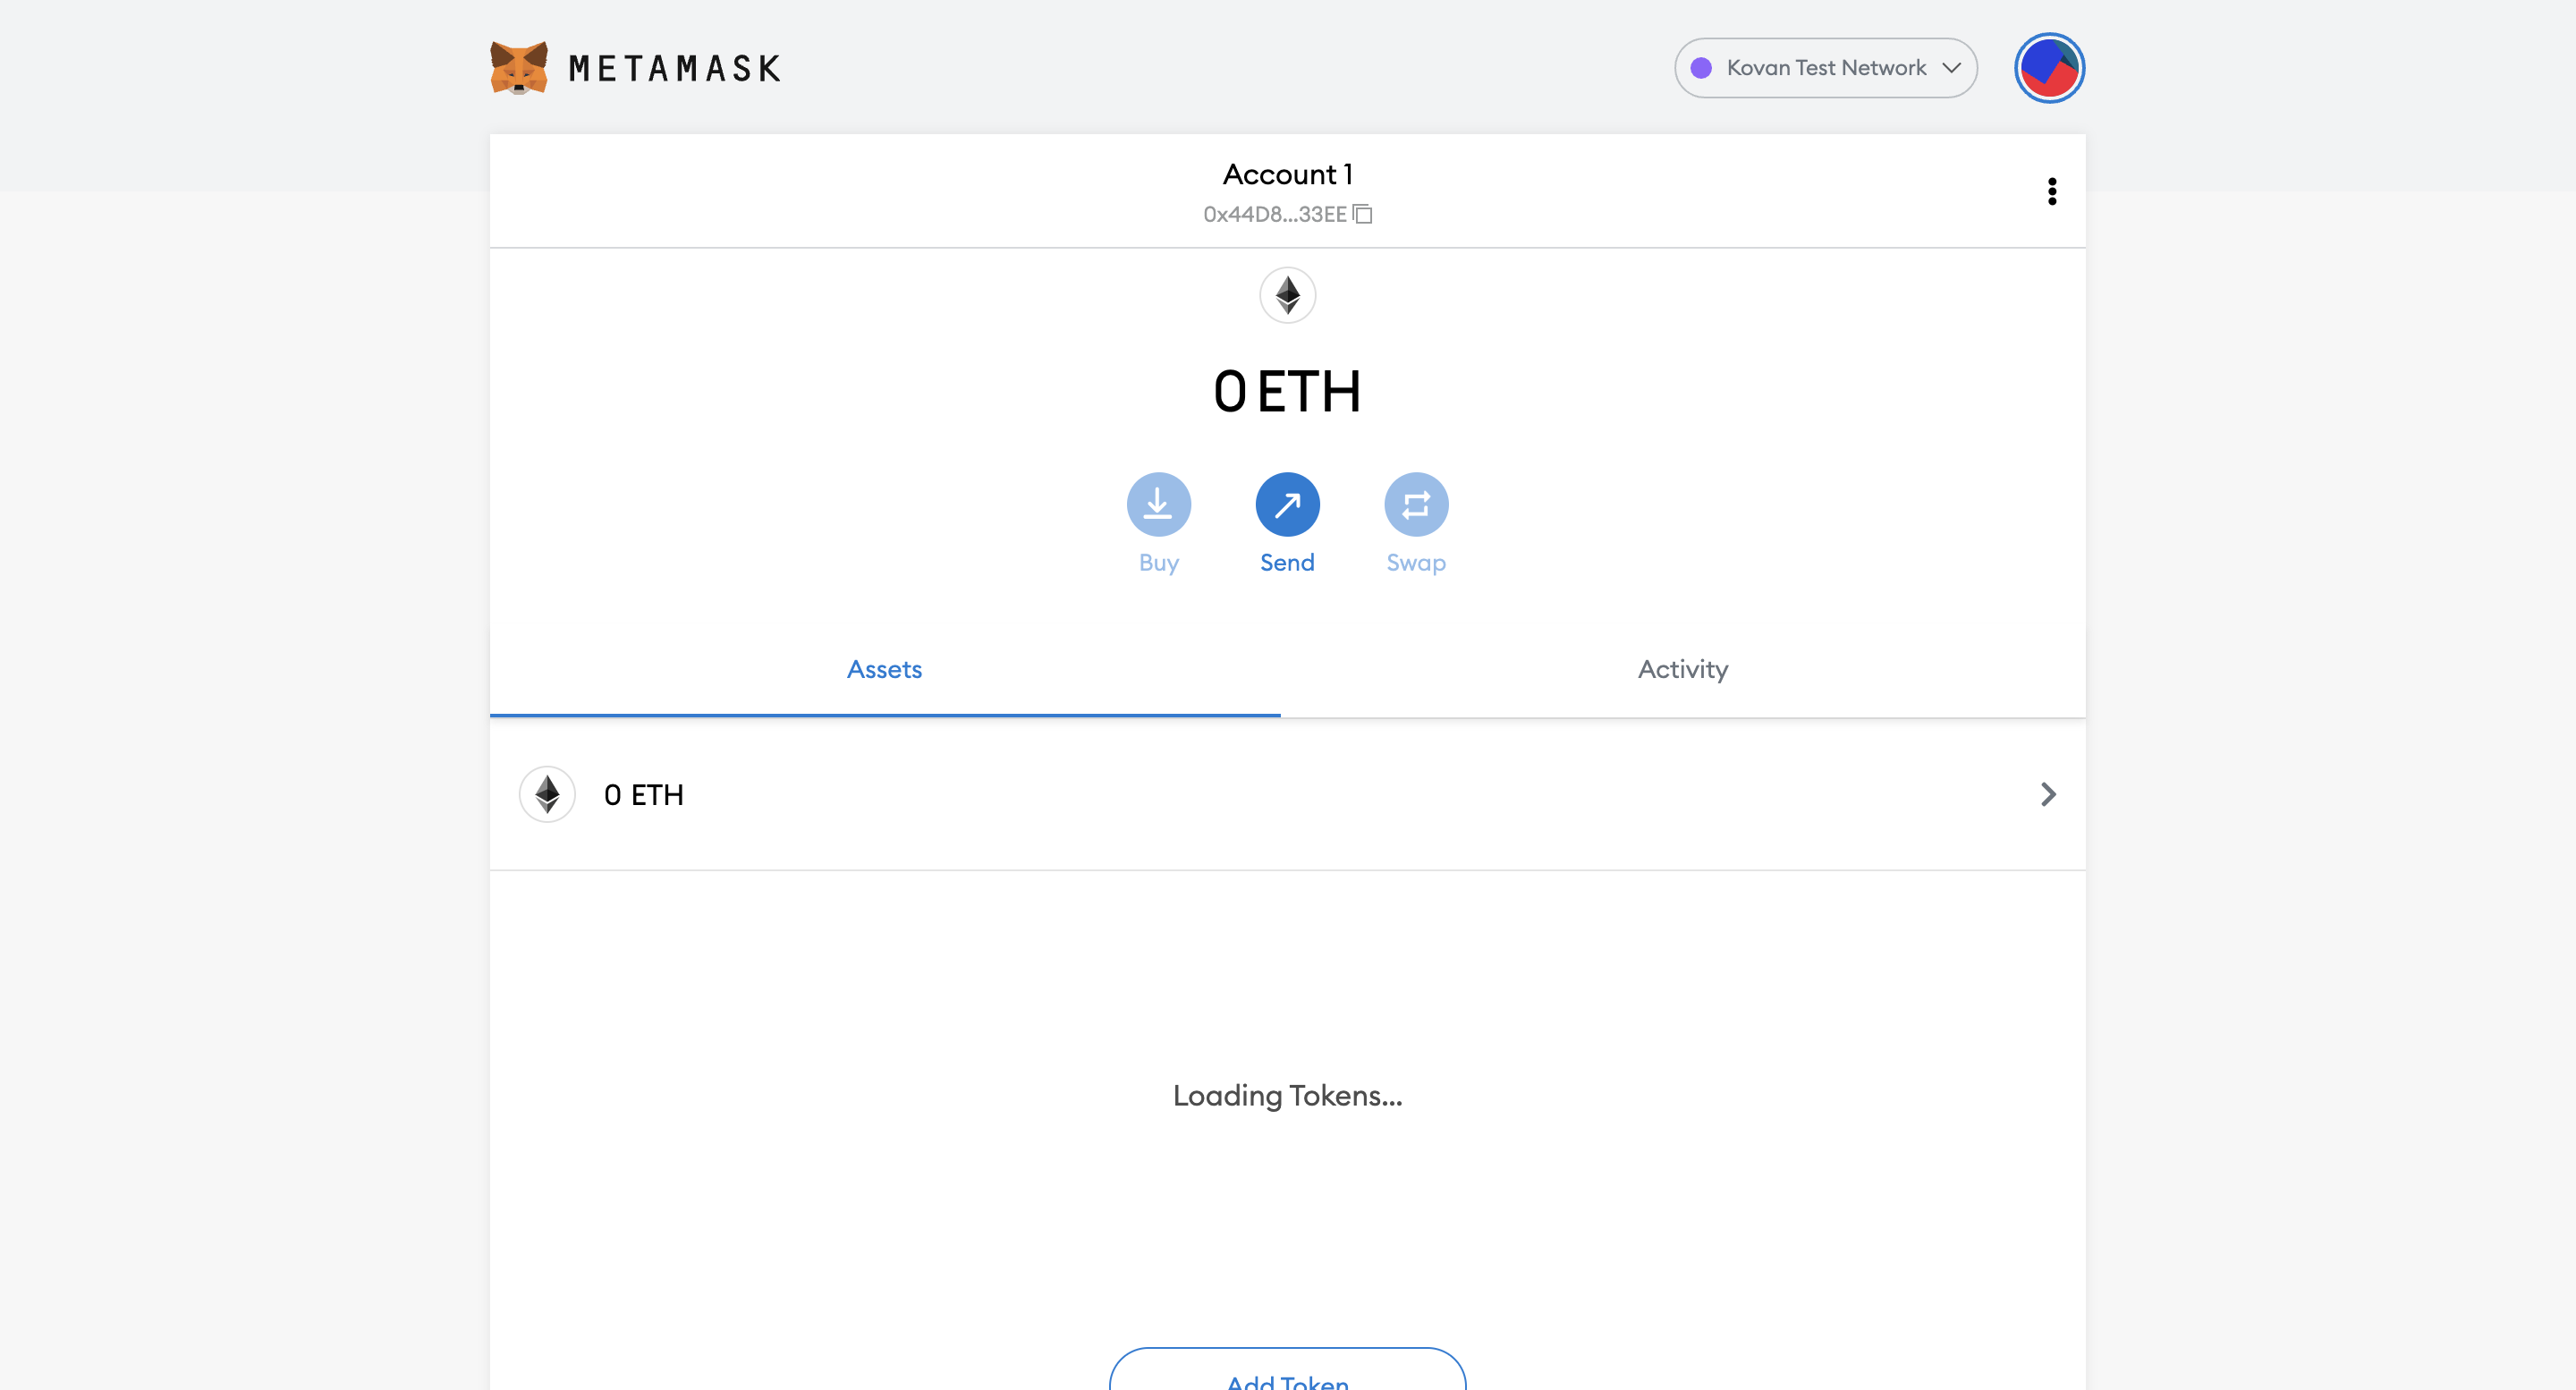 METAMASK
Kovan Test Network
Account 1
0x44D8...33EE
0 ETH
Buy
Send
Swap
Assets
Activity
0 ETH
Loading Tokens...
Add Token